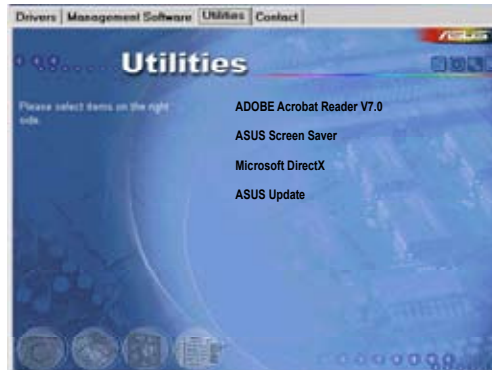 Drivers Management Software Utilities Contact
ASUS
Utilities
Please select items on the right
side.
ADOBE Acrobat Reader V7.0
ASUS Screen Saver
Microsoft DirectX
ASUS Update